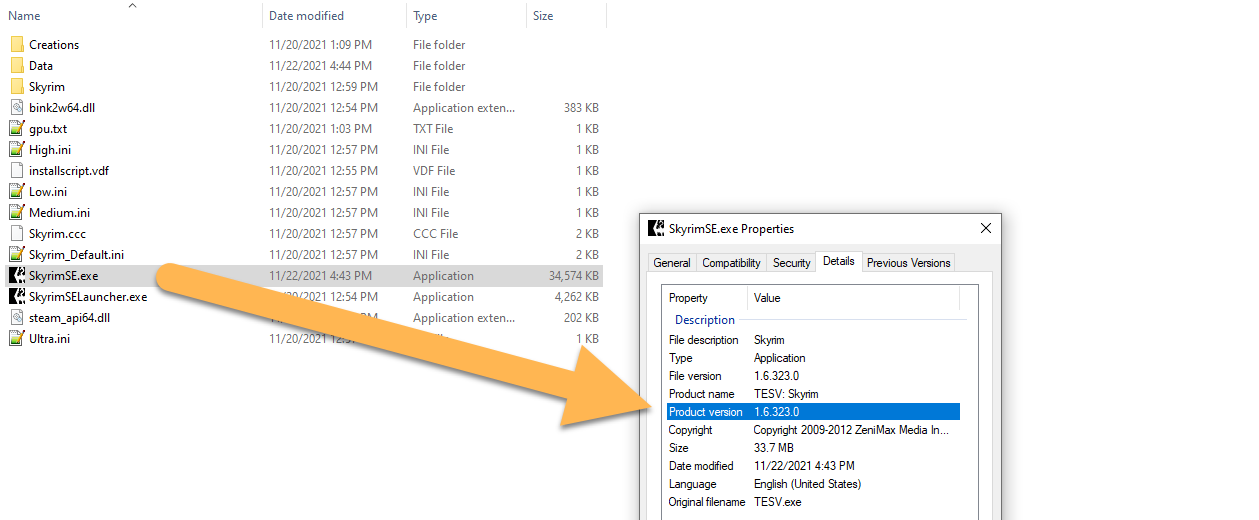 Name Date modified Type Size
Creations 11/20/2021 1:09 PM File folder
Data 11/22/2021 4:44 PM File folder
Skyrim 11/20/2021 12:59 PM File folder
bink2w64.dll 11/20/2021 12:54 PM Application exten... 383 KB
gpu.txt 11/20/2021 1:03 PM TXT File 1 KB
High.ini 11/20/2021 12:57 PM INI File 1 KB
installscript.vdf 11/20/2021 12:55 PM VDF File 1 KB
Low.ini 11/20/2021 12:57 PM INI File 1 KB
Medium.ini 11/20/2021 12:57 PM INI File 1 KB
Skyrim.ccc 11/20/2021 12:57 PM CCC File 2 KB
Skyrim_Default.ini 11/20/2021 12:57 PM INI File 2 KB
SkyrimSE.exe 11/22/2021 4:43 PM Application 34,574 KB
SkyrimSELauncher.exe 12:54 PM Application 4,262 KB
steam_api64.dll Application exten... 202 KB
Ultra.ini 11/20/2021 File 1 KB
SkyrimSE.exe Properties
General Compatibility Security Details Previous Versions
Property Value
Description
File description Skyrim
Type Application
File version 1.6.323.0
Product name TESV: Skyrim
Product version 1.6.323.0
Copyright Copyright 2009-2012 ZeniMax Media In...
Size 33.7 MB
Date modified 11/22/2021 4:43 PM
Language English (United States)
Original filename TESV.exe